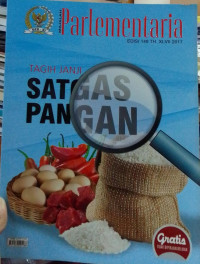 Parlementaria
TAGIH JANJI
SATGAS
PANGAN
Gratis